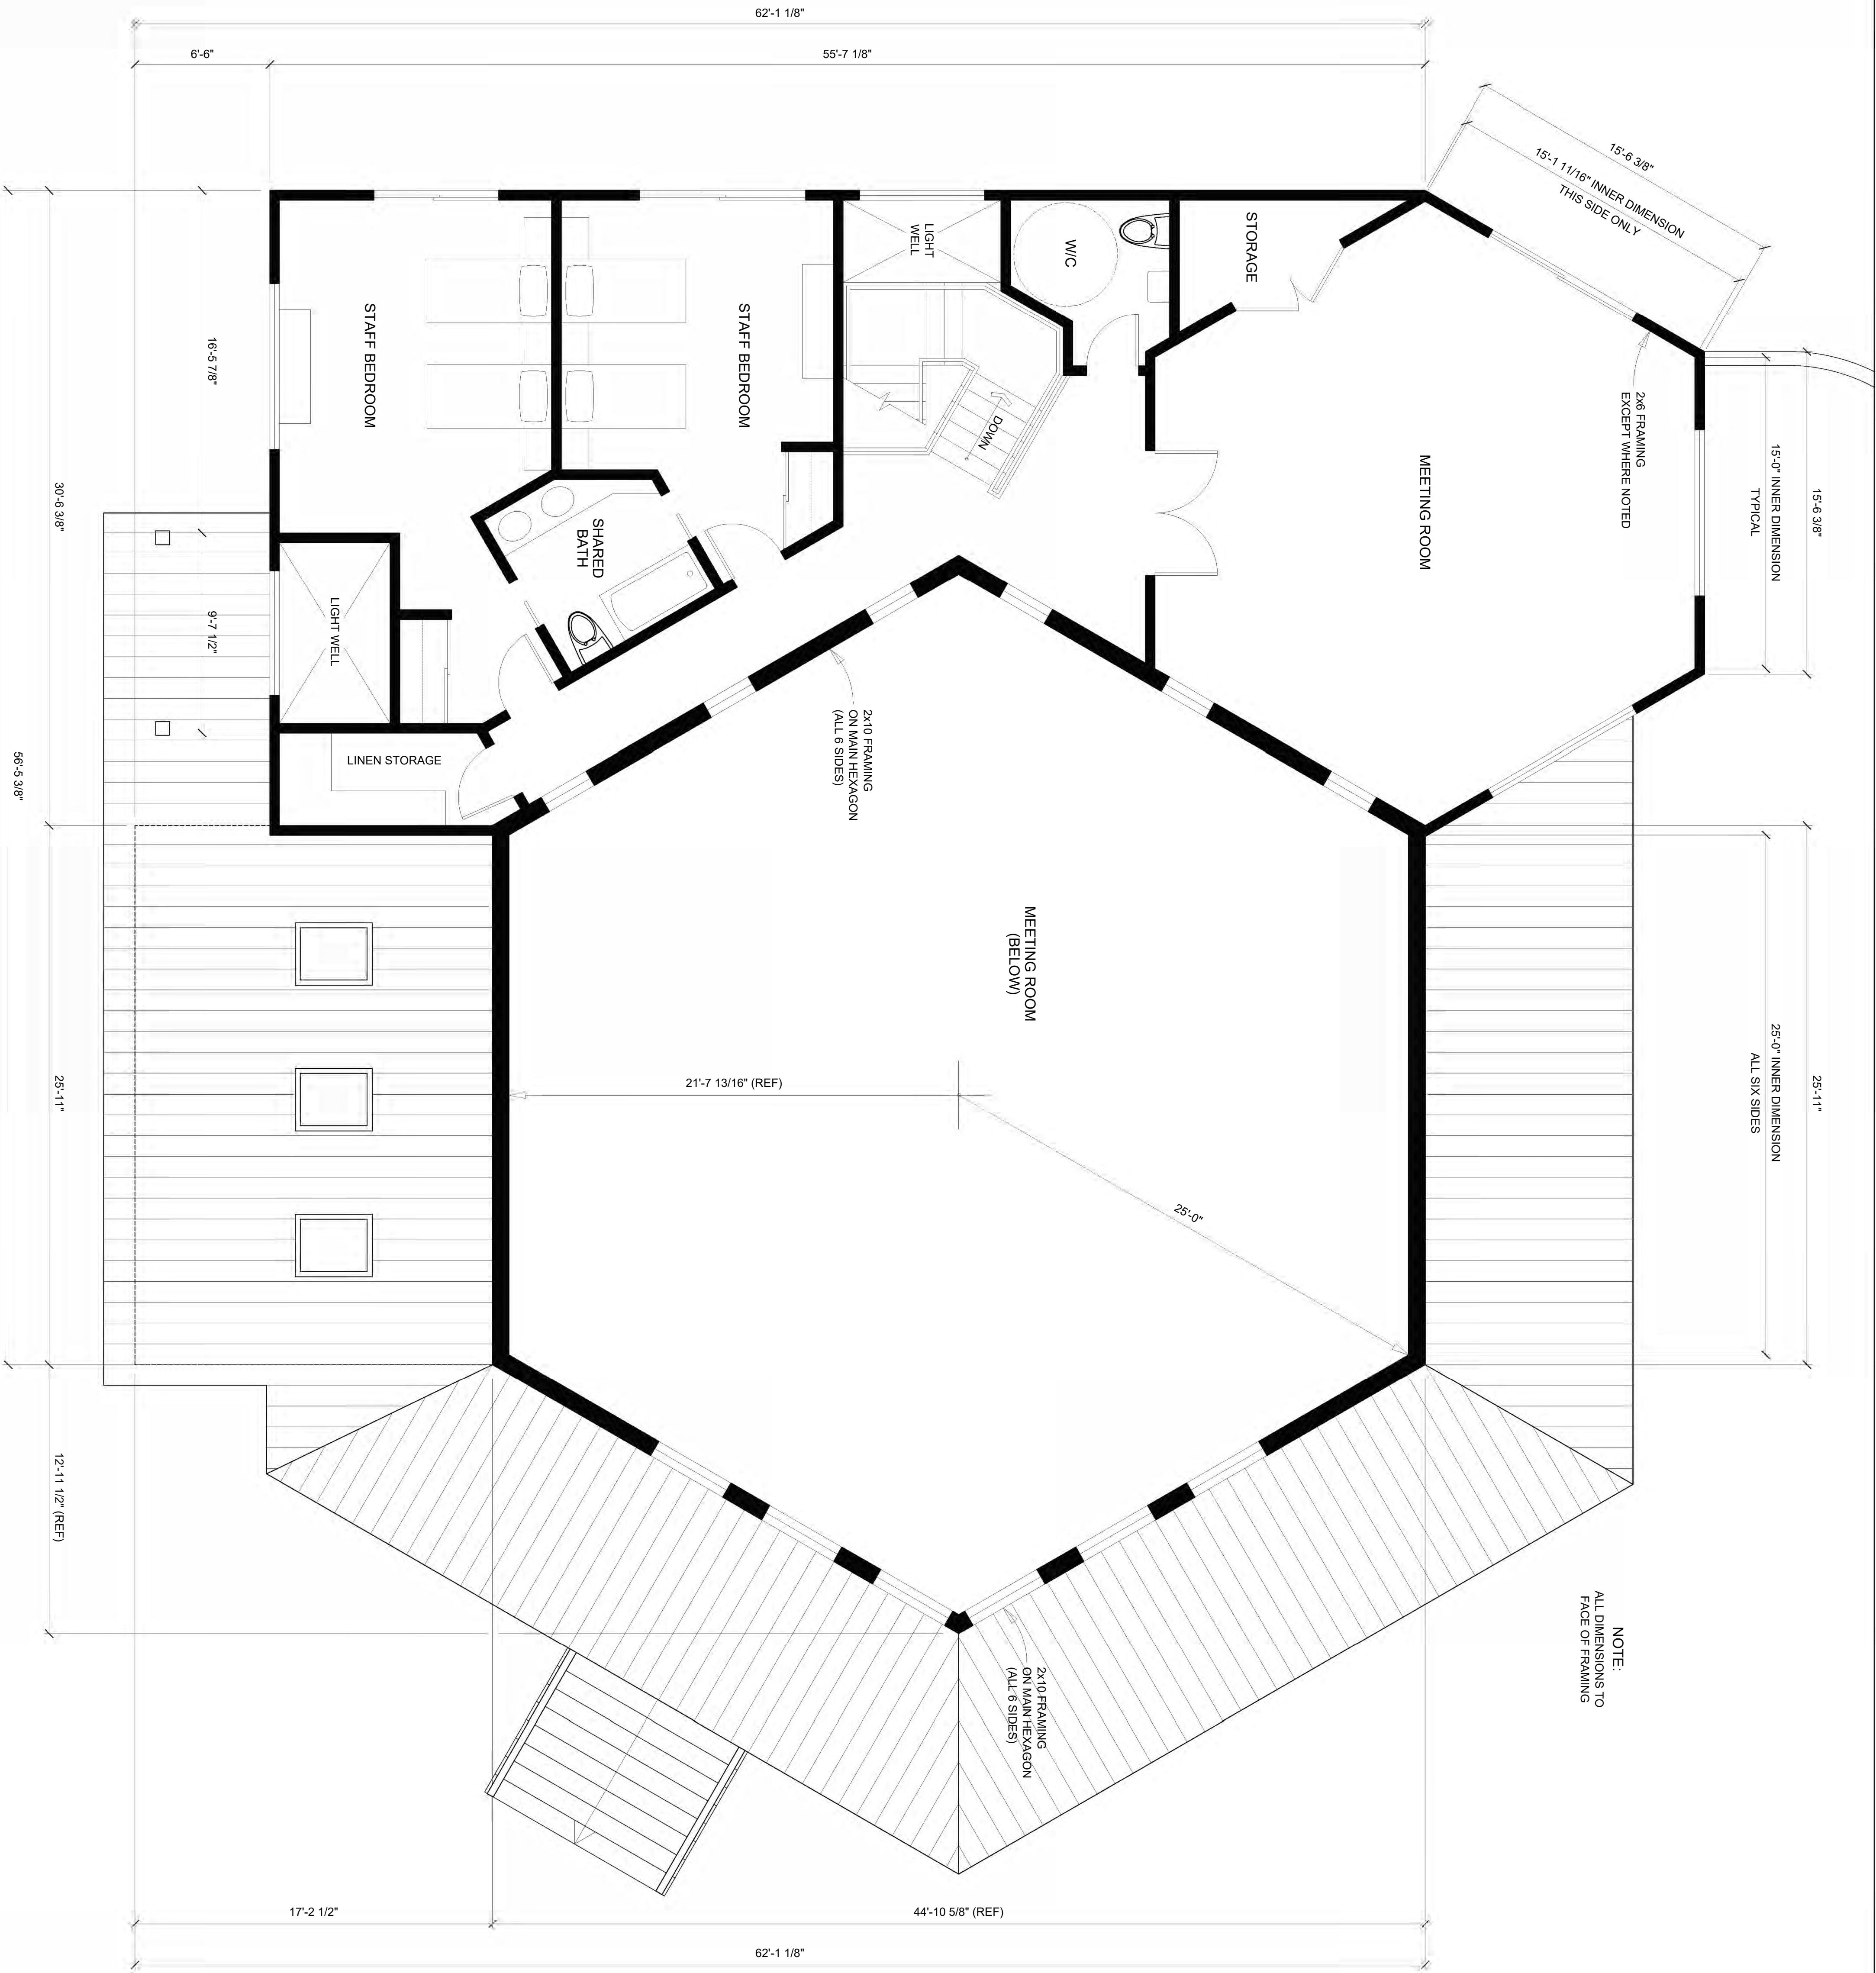 62'-1 1/8"
6'-6"
55'-7 1/8"
15'-6 3/8"
15'-1 11/16" INNER DIMENSION
THIS SIDE ONLY
STORAGE
W/C
LIGHT
WELL
STAFF BEDROOM
STAFF BEDROOM
16'-5 7/8"
DOWN
2x6 FRAMING
EXCEPT WHERE NOTED
MEETING ROOM
15'-0" INNER DIMENSION
TYPICAL
15'-6 3/8"
30'-6 3/8"
SHARED
BATH
LIGHT WELL
9'-7 1/2"
LINEN STORAGE
2x10 FRAMING
ON MAIN HEXAGON
(ALL 6 SIDES)
56'-5 3/8"
MEETING ROOM
(BELOW)
21'-7 13/16" (REF)
25'-0"
25'-11"
25'-0" INNER DIMENSION
ALL SIX SIDES
25'-11"
12'-11 1/2" (REF)
2x10 FRAMING
ON MAIN HEXAGON
(ALL 6 SIDES)
NOTE:
ALL DIMENSIONS TO
FACE OF FRAMING
17'-2 1/2"
44'-10 5/8" (REF)
62'-1 1/8"